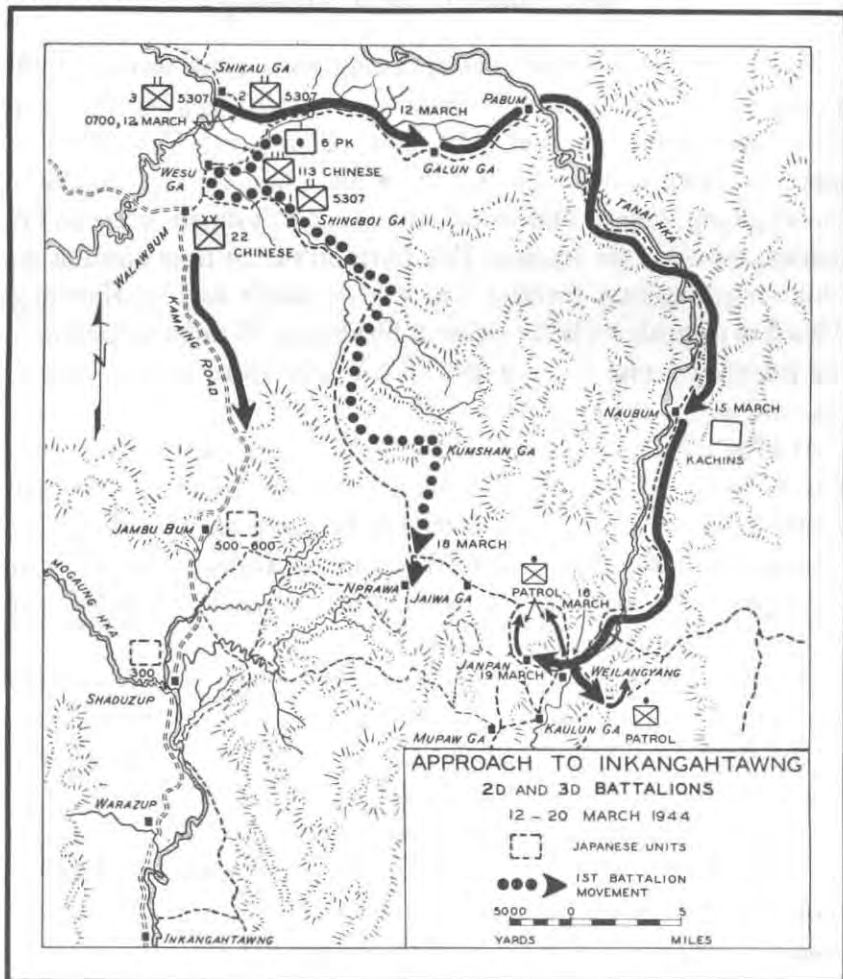 SHIKAU GA
3 5307
2 5307
0700, 12 MARCH
12 MARCH
PABUM
GALUN GA
6 PK
WESU GA
113 CHINESE
5307
SHINGBOI GA
TANAI HKA
WALAWBUM
22 CHINESE
KAMAING ROAD
NAUBUM
15 MARCH
KACHINS
KUMSHAN GA
JAMBU BUM
500-600
18 MARCH
MOGAUNG HKA
NPRAWA
JAIWA GA
PATROL
16 MARCH
300
SHADUZUP
JANPAN
19 MARCH
WEILANGYANG
KAULUN GA
PATROL
MUPAW GA
WARAZUP
INKANGAHTAWNG
APPROACH TO INKANGAHTAWNG
2D AND 3D BATTALIONS
12 – 20 MARCH 1944
JAPANESE UNITS
1ST BATTALION
MOVEMENT
5000 0 5
YARDS MILES